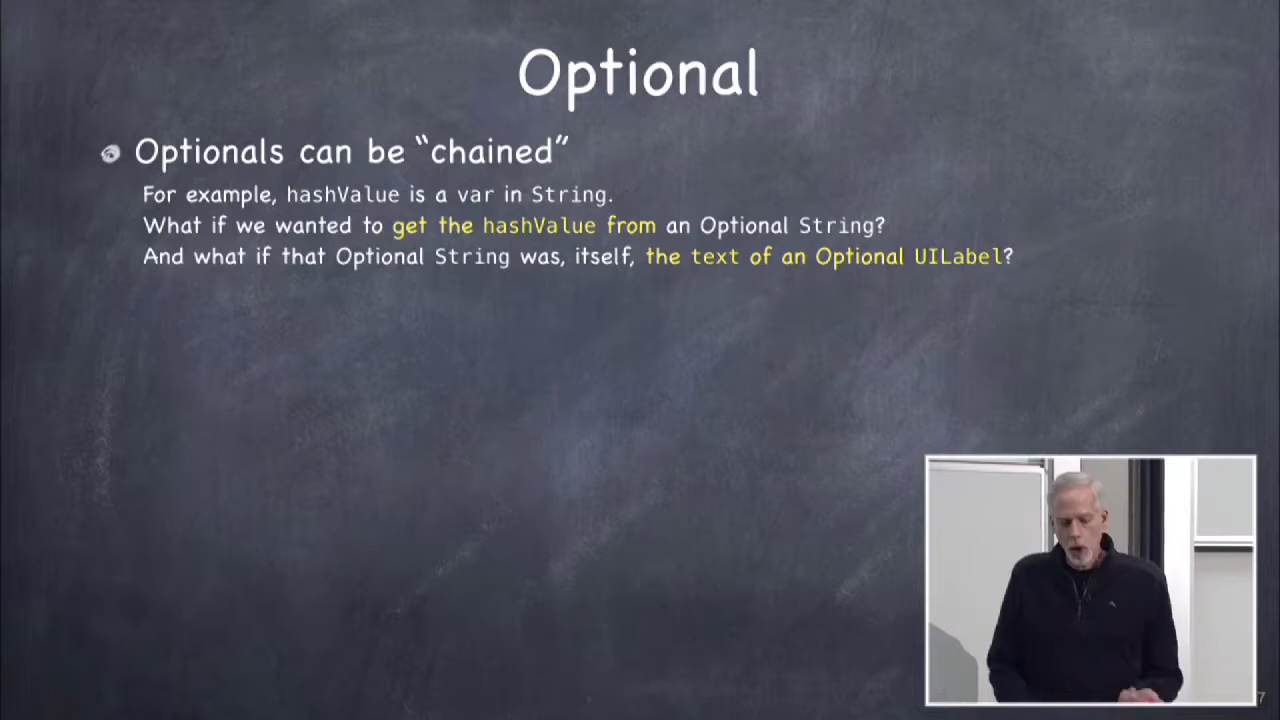 Optional
Optionals can be “chained”
For example, hashValue is a var in String.
What if we wanted to get the hashValue from an Optional String?
And what if that Optional String was, itself, the text of an Optional UILabel?
7